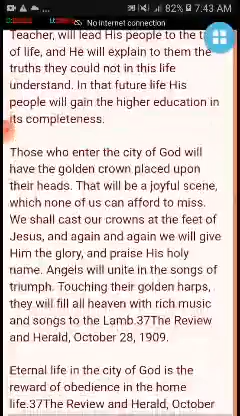 82% 7:43 AM
No internet connection
Teacher, will lead His people to the
of life, and He will explain to them the
truths they could not in this life
understand. In that future life His
people will gain the higher education in
its completeness.
Those who enter the city of God will
have the golden crown placed upon
their heads. That will be a joyful scene,
which none of us can afford to miss.
We shall cast our crowns at the feet of
Jesus, and again and again we will give
Him the glory, and praise His holy
name. Angels will unite in the songs of
triumph. Touching their golden harps,
they will fill all heaven with rich music
and songs to the Lamb.37The Review
and Herald, October 28, 1909.
Eternal life in the city of God is the
reward of obedience in the home
life.37The Review and Herald, October